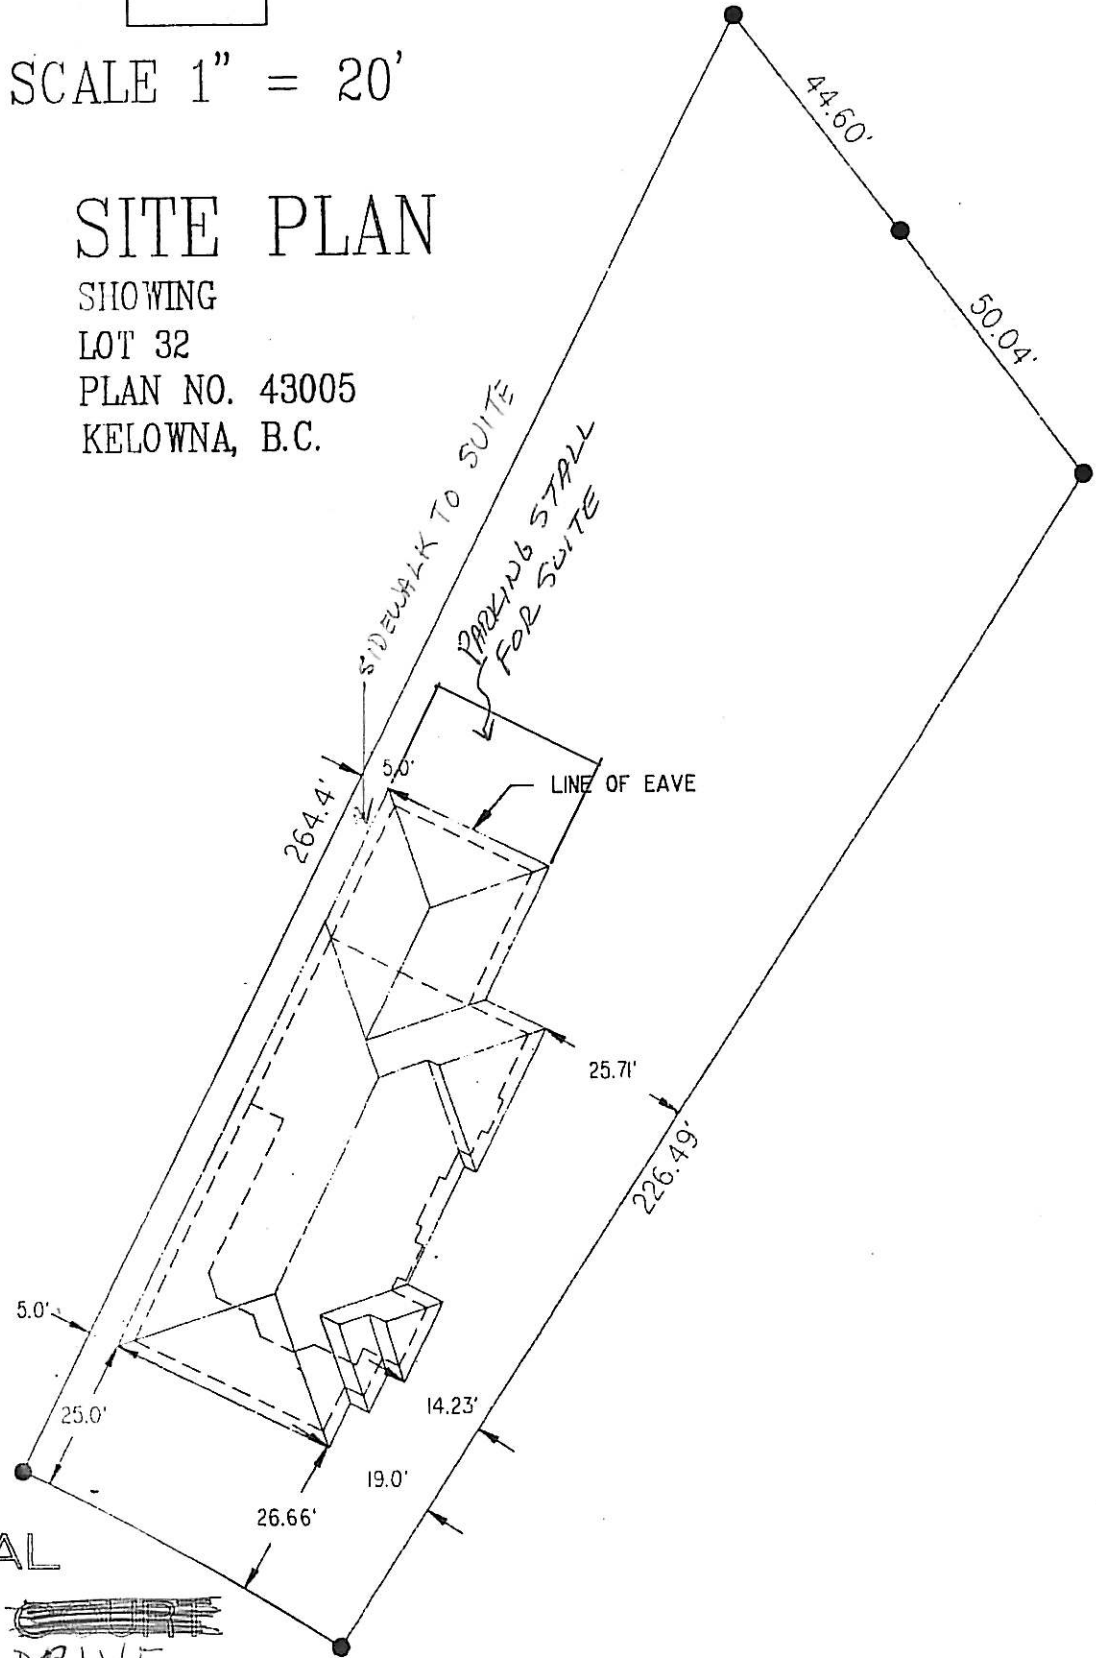 SCALE 1" = 20'
SITE PLAN
SHOWING
LOT 32
PLAN NO. 43005
KELOWNA, B.C.
44.60'
50.04'
SIDEWALK TO SUITE
PARKING STALL
FOR SUITE
5.0'
LINE OF EAVE
264.4'
25.71'
226.49'
5.0'
25.0'
14.23'
19.0'
26.66'
AL
DRIVE